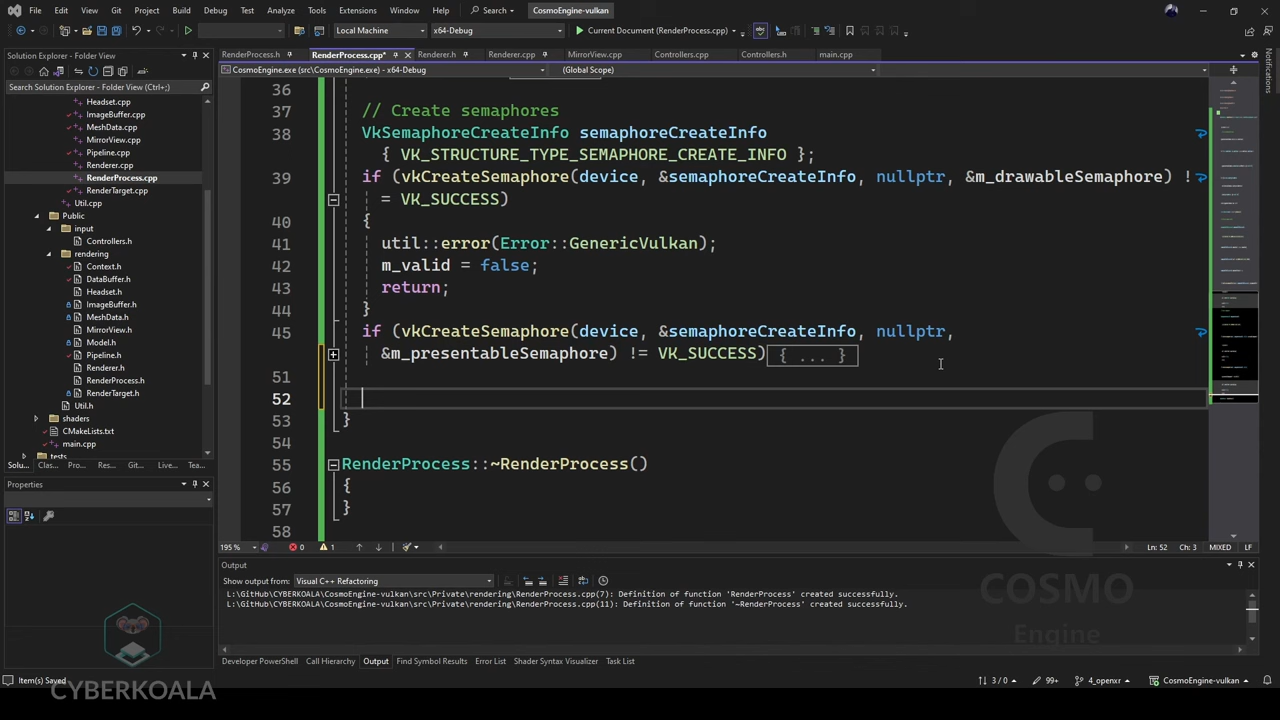 File Edit View Git Project Build Debug Test Analyze Tools Extensions Window Help Search CosmoEngine-vulkan
Local Machine x64-Debug Current Document (RenderProcess.cpp)
RenderProcess.h RenderProcess.cpp* Renderer.h Renderer.cpp MirrorView.cpp Controllers.cpp Controllers.h main.cpp
Solution Explorer - Folder View
CosmoEngine.exe (src\CosmoEngine.exe) - x64-Debug (Global Scope)
Search Solution Explorer - Folder View (Ctrl+;)
Headset.cpp
ImageBuffer.cpp
MeshData.cpp
MirrorView.cpp
Pipeline.cpp
Renderer.cpp
RenderProcess.cpp
RenderTarget.cpp
Util.cpp
Public
input
Controllers.h
rendering
Context.h
DataBuffer.h
Headset.h
ImageBuffer.h
MeshData.h
MirrorView.h
Model.h
Pipeline.h
Renderer.h
RenderProcess.h
RenderTarget.h
Util.h
shaders
CMakeLists.txt
main.cpp
tests
Solu... Clas... Pro... Res... Git... Live... Tea...
Properties
36
37 // Create semaphores
38 VkSemaphoreCreateInfo semaphoreCreateInfo
{ VK_STRUCTURE_TYPE_SEMAPHORE_CREATE_INFO };
39 if (vkCreateSemaphore(device, &semaphoreCreateInfo, nullptr, &m_drawableSemaphore) !
= VK_SUCCESS)
40 {
41 util::error(Error::GenericVulkan);
42 m_valid = false;
43 return;
44 }
45 if (vkCreateSemaphore(device, &semaphoreCreateInfo, nullptr,
&m_presentableSemaphore) != VK_SUCCESS){ ... }
51
52
53 }
54
55 RenderProcess::~RenderProcess()
56 {
57 }
58
195 % 0 1 Ln: 52 Ch: 3 MIXED LF
Notifications
Output
Show output from: Visual C++ Refactoring
L:\GitHub\CYBERKOALA\CosmoEngine-vulkan\src\Private\rendering\RenderProcess.cpp(7): Definition of function 'RenderProcess' created successfully.
L:\GitHub\CYBERKOALA\CosmoEngine-vulkan\src\Private\rendering\RenderProcess.cpp(11): Definition of function '~RenderProcess' created successfully.
Developer PowerShell Call Hierarchy Output Find Symbol Results Error List Shader Syntax Visualizer Task List
Item(s) Saved 3 / 0 99+ 4_openxr CosmoEngine-vulkan
COSMO
Engine
CYBERKOALA